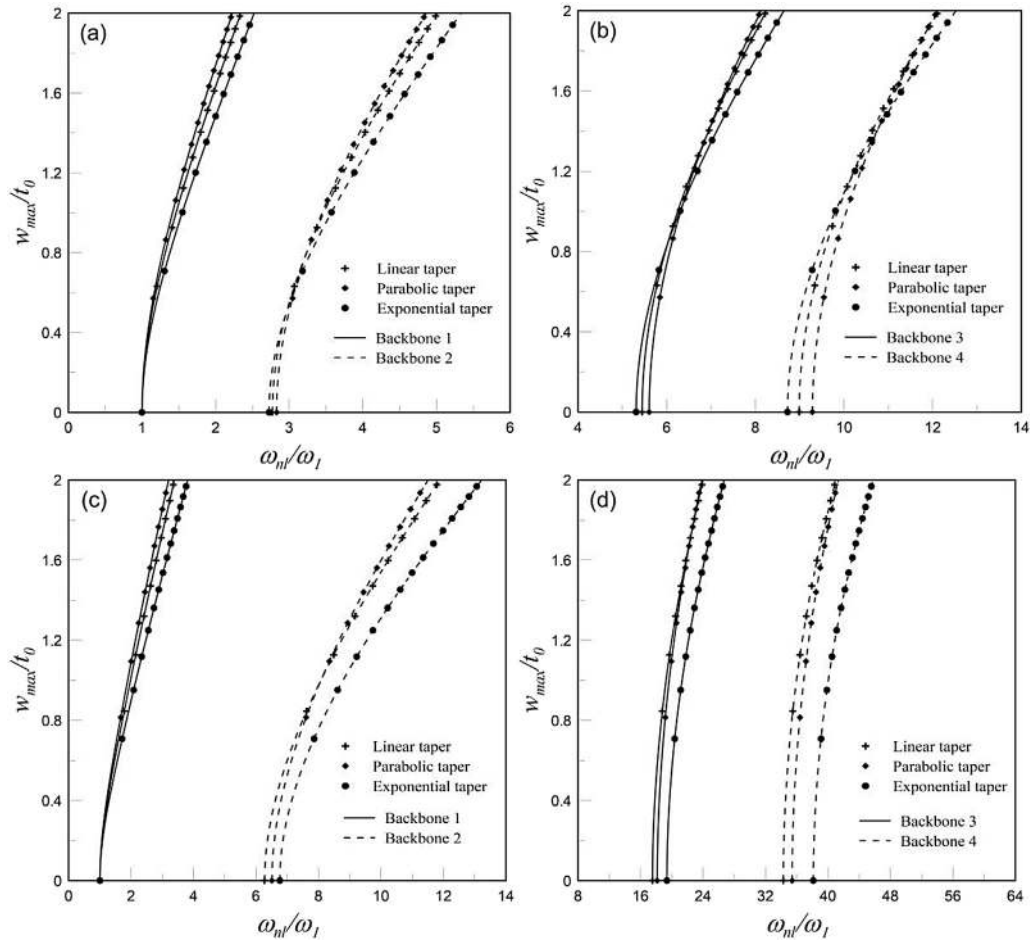 (a)
2
1.6
1.2
0.8
0.4
0
w_max/t_0
Linear taper
Parabolic taper
Exponential taper
Backbone 1
Backbone 2
0 1 2 3 4 5 6
ω_nl/ω_1
(b)
2
1.6
1.2
0.8
0.4
0
w_max/t_0
Linear taper
Parabolic taper
Exponential taper
Backbone 3
Backbone 4
4 6 8 10 12 14
ω_nl/ω_1
(c)
2
1.6
1.2
0.8
0.4
0
w_max/t_0
Linear taper
Parabolic taper
Exponential taper
Backbone 1
Backbone 2
0 2 4 6 8 10 12 14
ω_nl/ω_1
(d)
2
1.6
1.2
0.8
0.4
0
w_max/t_0
Linear taper
Parabolic taper
Exponential taper
Backbone 3
Backbone 4
8 16 24 32 40 48 56 64
ω_nl/ω_1